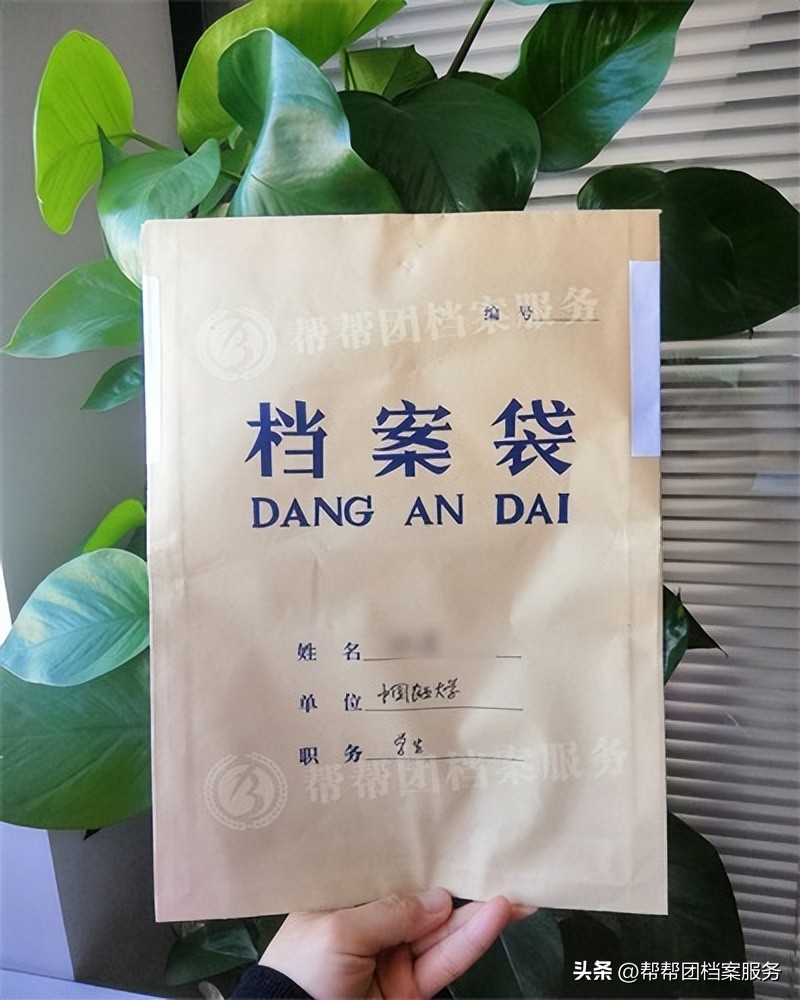 帮帮团档案服务
编 号
档案袋
DANG AN DAI
姓 名
单 位 中国农业大学
职 务 学生
帮帮团档案服务
头条 @帮帮团档案服务